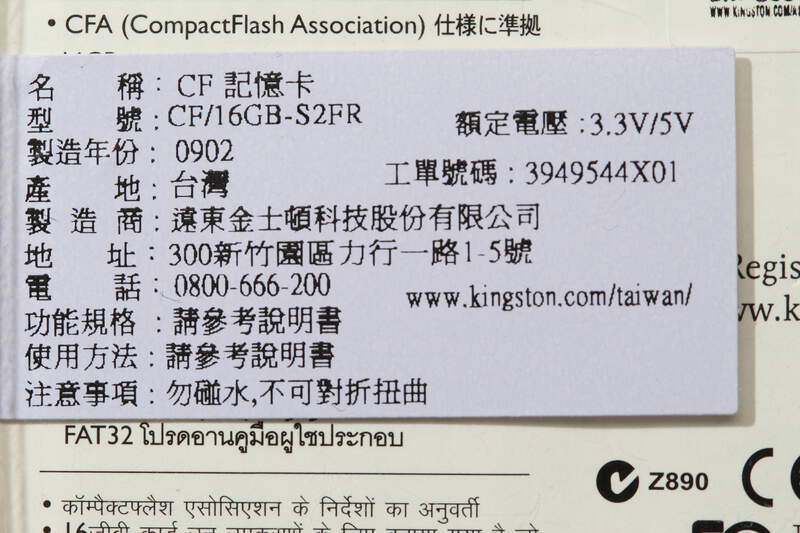 • CFA (CompactFlash Association) 仕様に準拠
WWW.KINGSTON.COM/
名 稱: CF 記憶卡
型 號: CF/16GB-S2FR
額定電壓:3.3V/5V
製造年份: 0902
工單號碼: 3949544X01
產 地: 台灣
製 造 商: 遠東金士頓科技股份有限公司
地 址: 300新竹園區力行一路1-5號
電 話: 0800-666-200
www.kingston.com/taiwan/
功能規格 :請參考說明書
使用方法:請參考說明書
注意事項: 勿碰水,不可對折扭曲
Regis
www.k
FAT32 โปรดอานคูมือผูใชประกอบ
Z890
CE
• कॉम्पैक्टफ्लैश एसोसिएशन के निर्देशों का अनुवर्ती